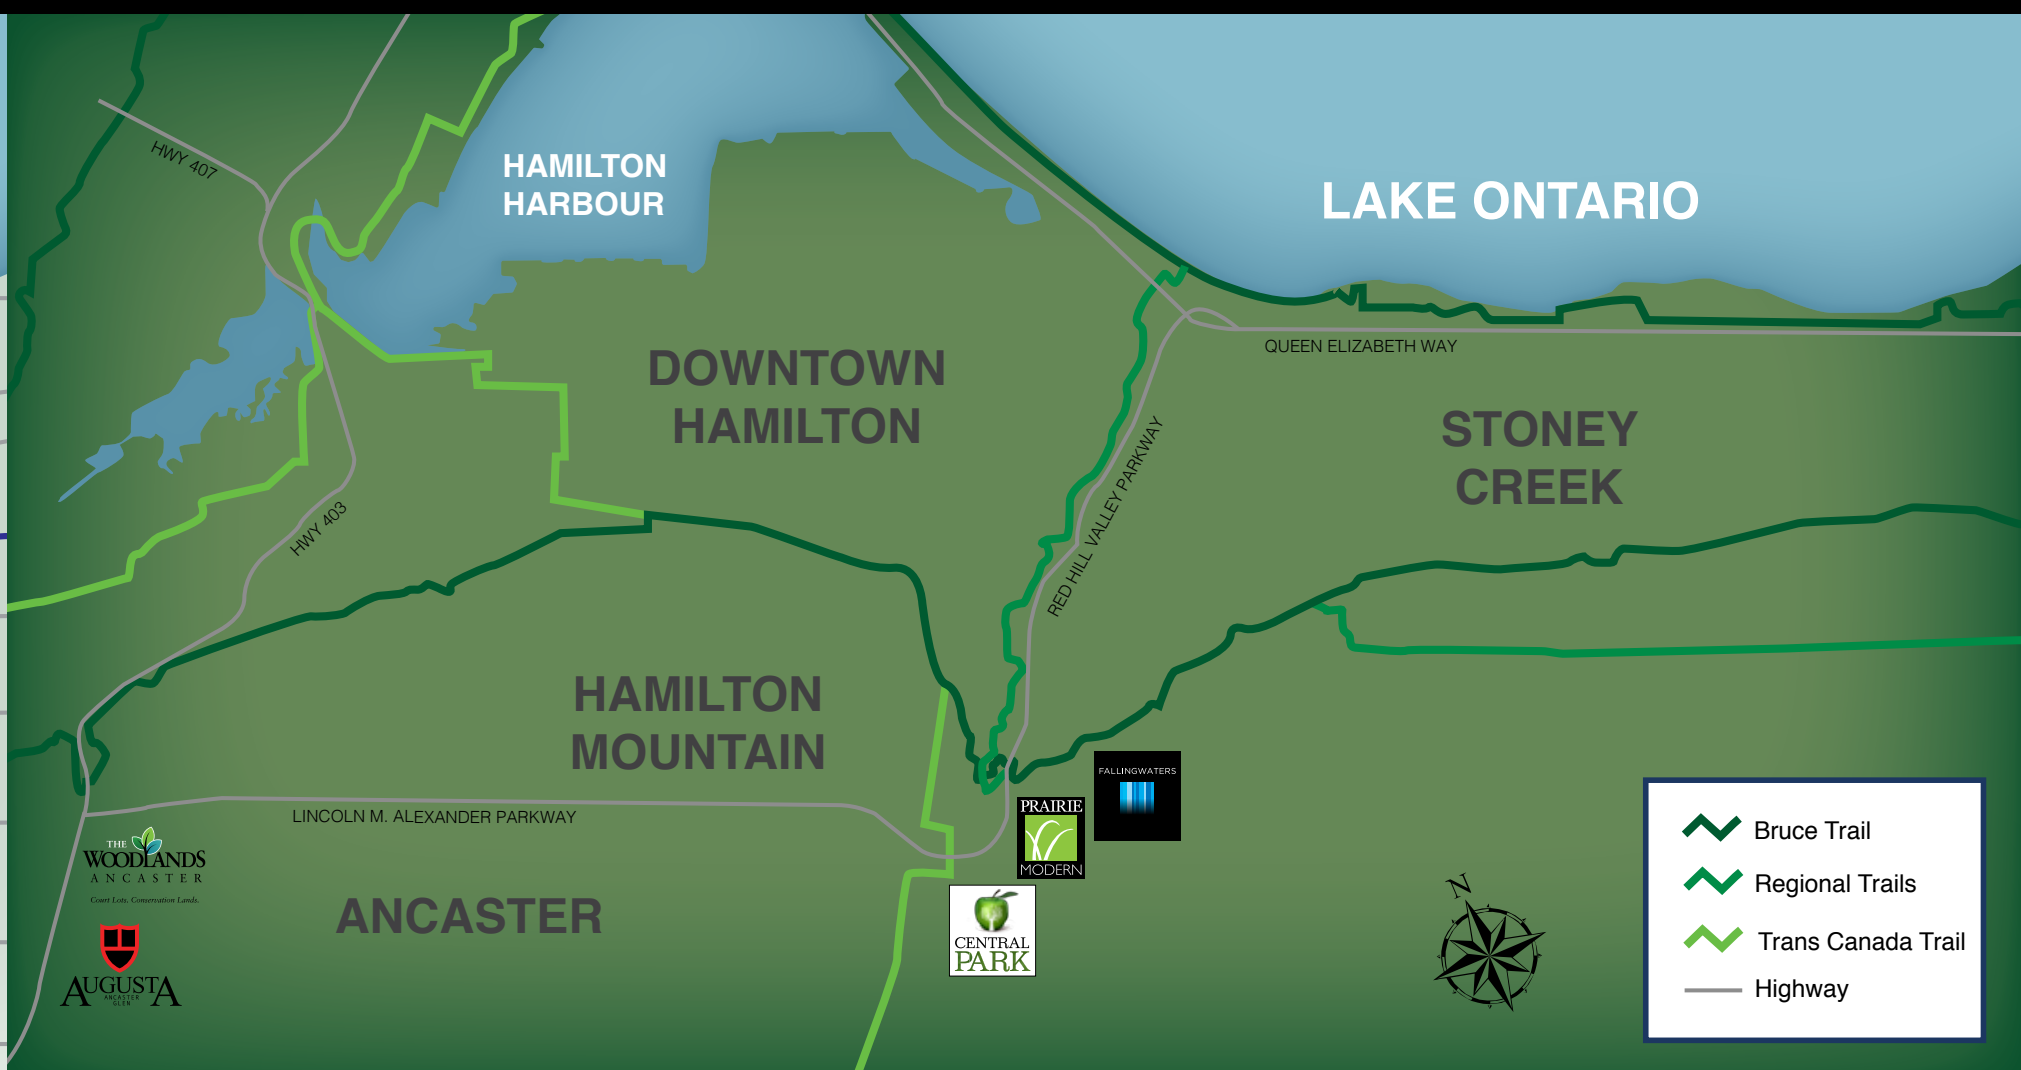 HWY 407
HAMILTON
HARBOUR
LAKE ONTARIO
QUEEN ELIZABETH WAY
DOWNTOWN
HAMILTON
STONEY
CREEK
RED HILL VALLEY PARKWAY
HWY 403
HAMILTON
MOUNTAIN
LINCOLN M. ALEXANDER PARKWAY
FALLINGWATERS
PRAIRIE
MODERN
THE
WOODLANDS
ANCASTER
Court Lots. Conservation Lands.
ANCASTER
CENTRAL
PARK
AUGUSTA
ANCASTER
GLEN
N
Bruce Trail
Regional Trails
Trans Canada Trail
Highway